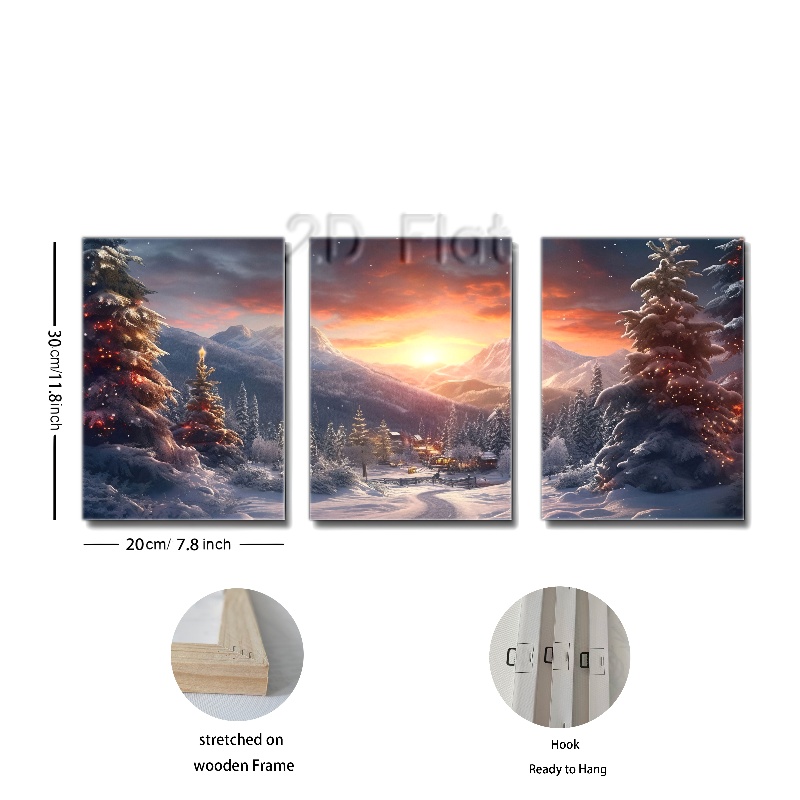 2D Flat
30cm/11.8inch
20cm/ 7.8 inch
stretched on
wooden Frame
Hook
Ready to Hang